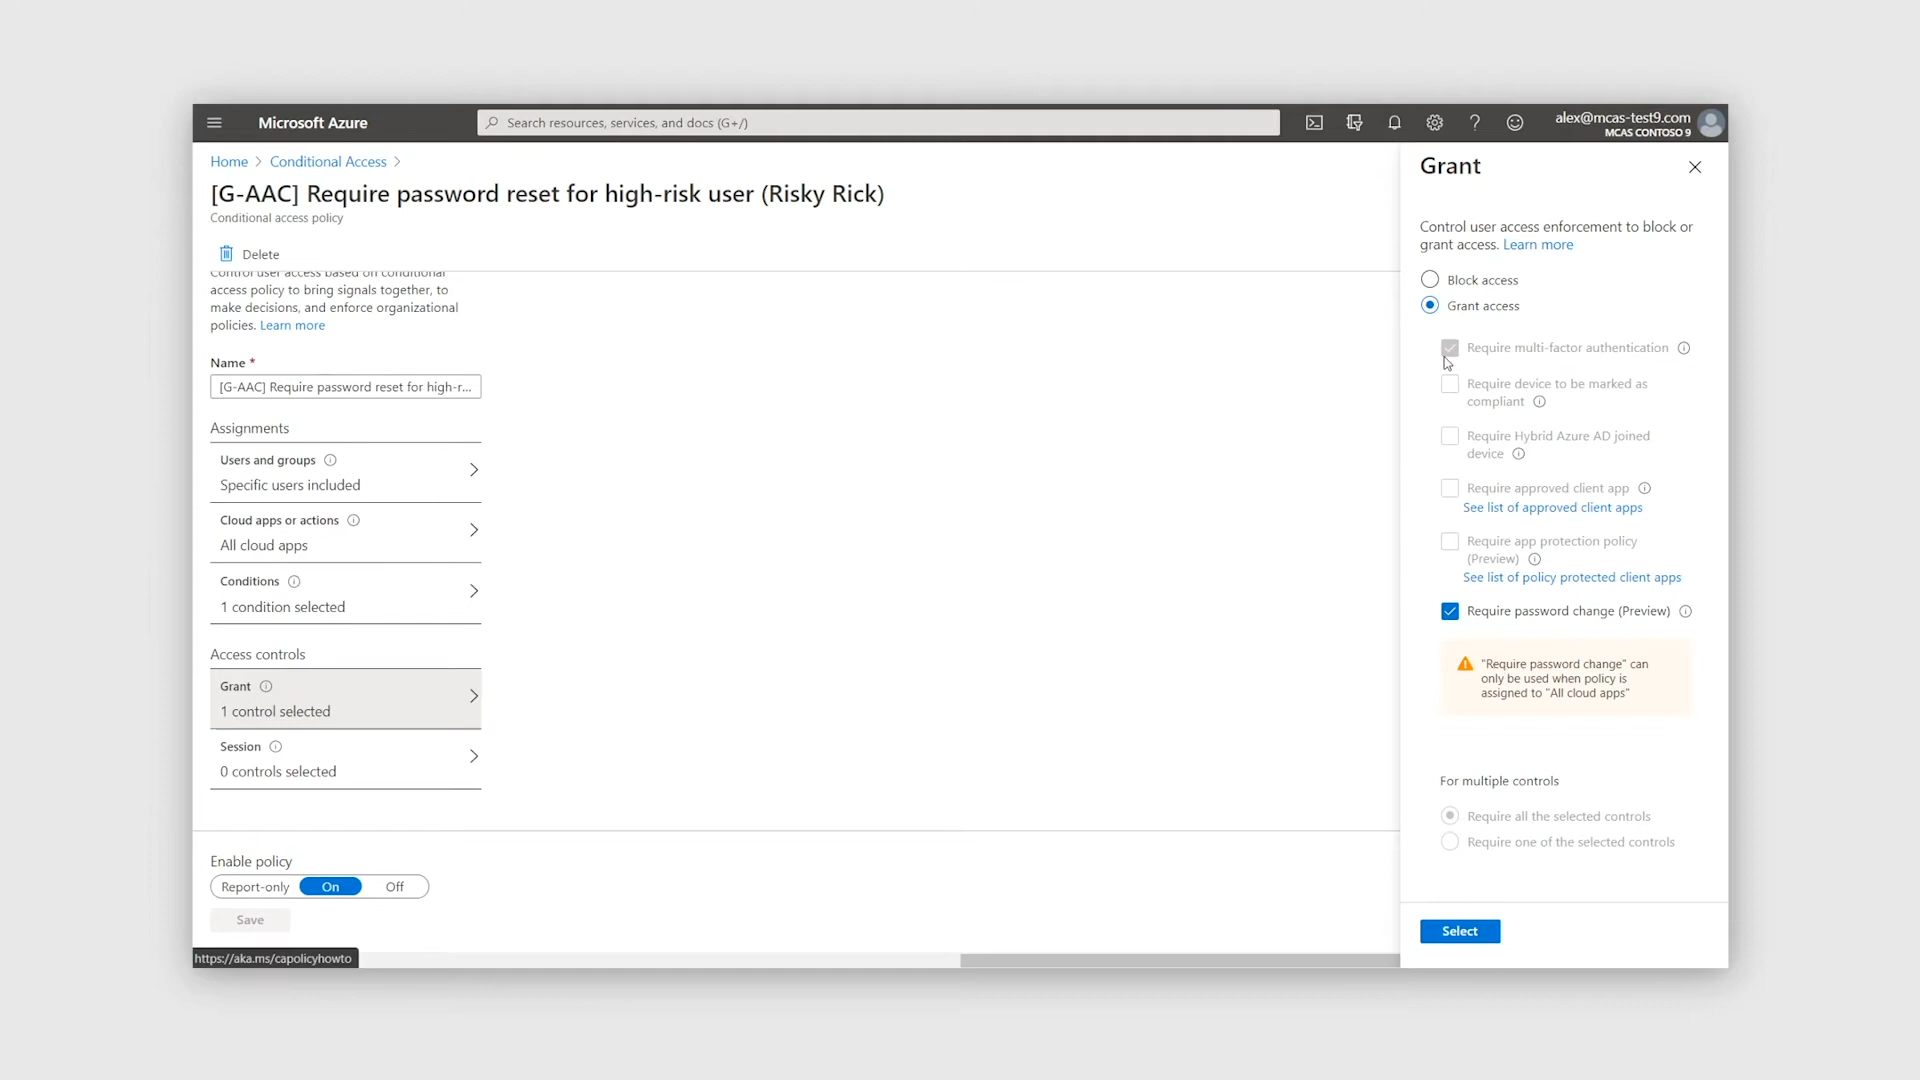 Microsoft Azure
Search resources, services, and docs (G+/)
alex@mcas-test9.com
MCAS CONTOSO 9
Home > Conditional Access >
[G-AAC] Require password reset for high-risk user (Risky Rick)
Conditional access policy
Delete
Control user access based on conditional
access policy to bring signals together, to
make decisions, and enforce organizational
policies. Learn more
Name *
[G-AAC] Require password reset for high-r...
Assignments
Users and groups
Specific users included
Cloud apps or actions
All cloud apps
Conditions
1 condition selected
Access controls
Grant
1 control selected
Session
0 controls selected
Enable policy
Report-only On Off
Save
https://aka.ms/capolicyhowto
Grant
Control user access enforcement to block or
grant access. Learn more
Block access
Grant access
Require multi-factor authentication
Require device to be marked as
compliant
Require Hybrid Azure AD joined
device
Require approved client app
See list of approved client apps
Require app protection policy
(Preview)
See list of policy protected client apps
Require password change (Preview)
"Require password change" can
only be used when policy is
assigned to "All cloud apps"
For multiple controls
Require all the selected controls
Require one of the selected controls
Select